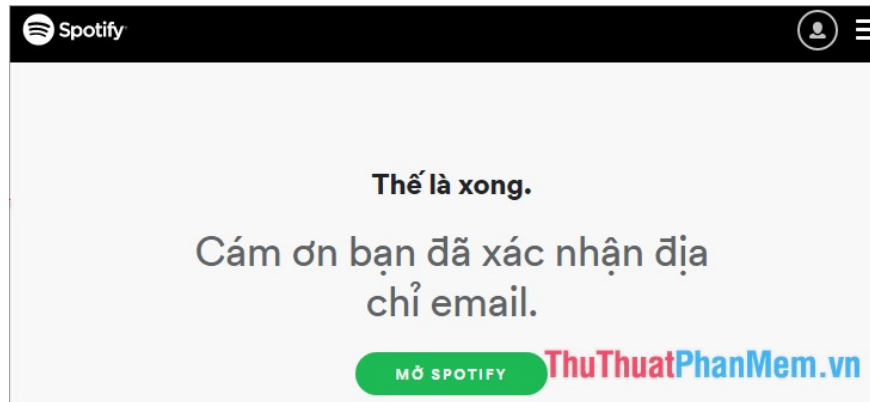 Spotify
Thế là xong.
Cám ơn bạn đã xác nhận địa
chỉ email.
MỞ SPOTIFY
ThuThuatPhanMem.vn